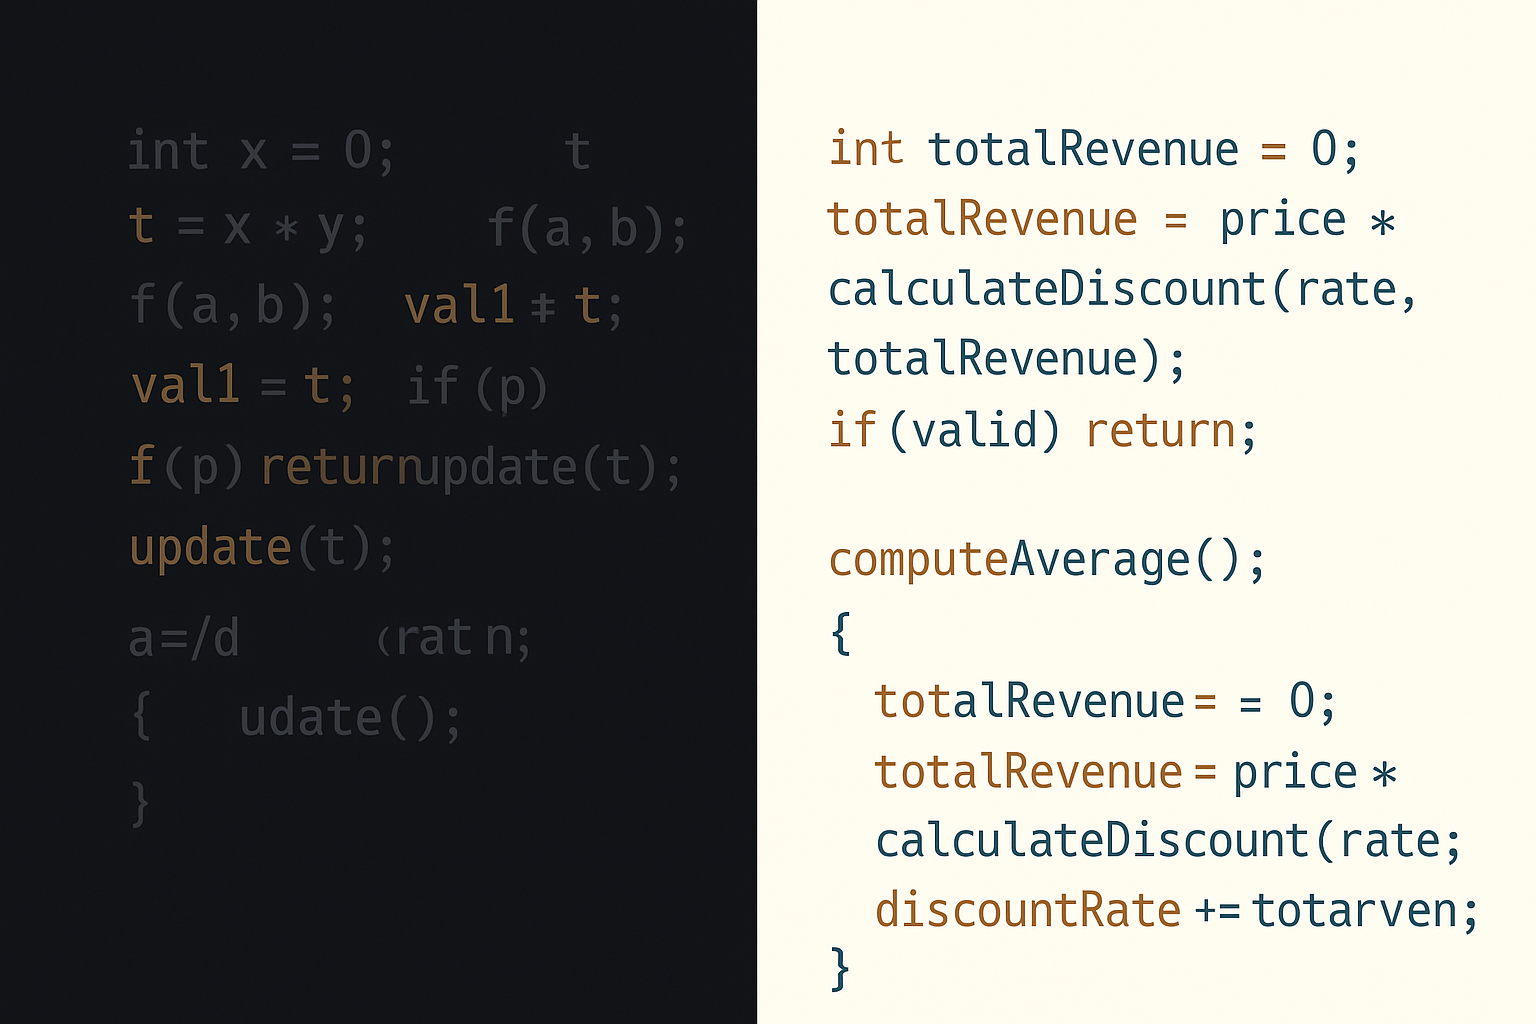 int x = 0; t
t = x * y; f(a, b);
f(a, b); val1 ‡ t;
val1 = t; if (p)
f(p) returnupdate(t);
update(t);
a=/d (rat n;
{ udate();
}
int totalRevenue = 0;
totalRevenue = price *
calculateDiscount(rate,
totalRevenue);
if (valid) return;
computeAverage();
{
totalRevenue = = 0;
totalRevenue = price *
calculateDiscount(rate;
discountRate += totarven;
}